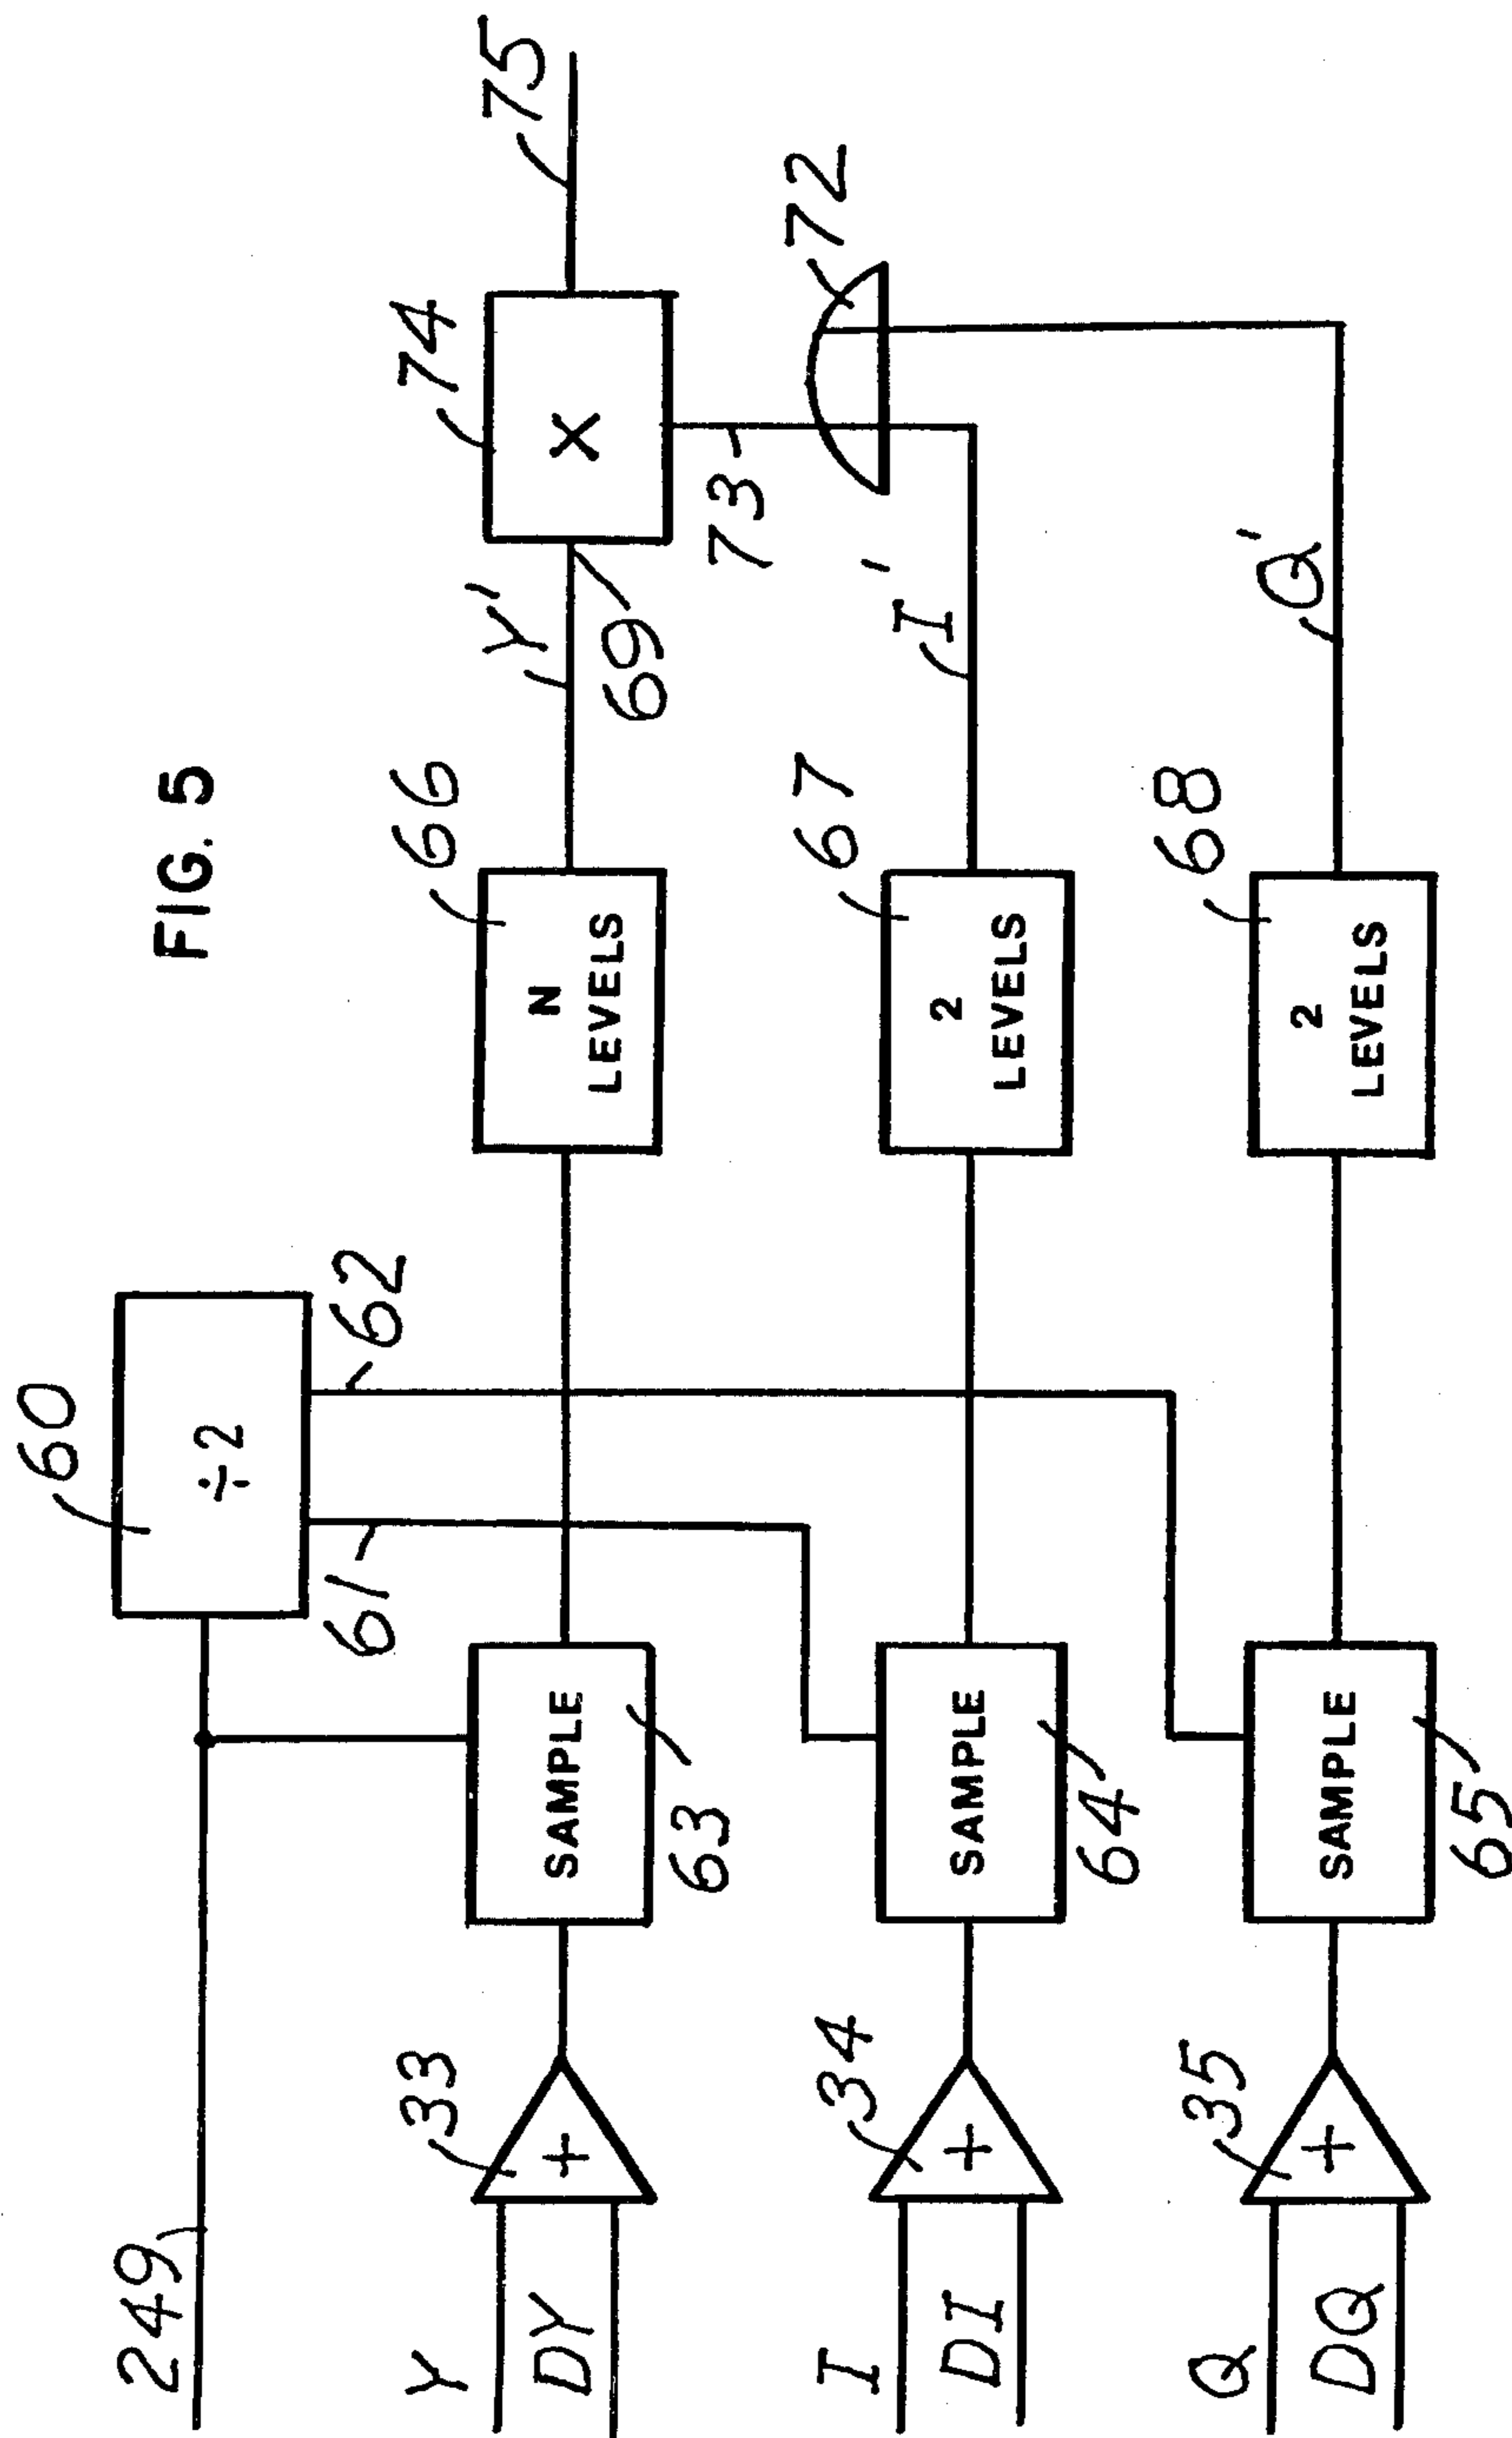 FIG. 5
249
60
÷2
61
62
Y
DY
33
+
SAMPLE
63
N
LEVELS
66
Y'
69
X
74
75
I
DI
34
+
SAMPLE
64
2
LEVELS
67
I'
73
72
Q
DQ
35
+
SAMPLE
65
2
LEVELS
68
Q'